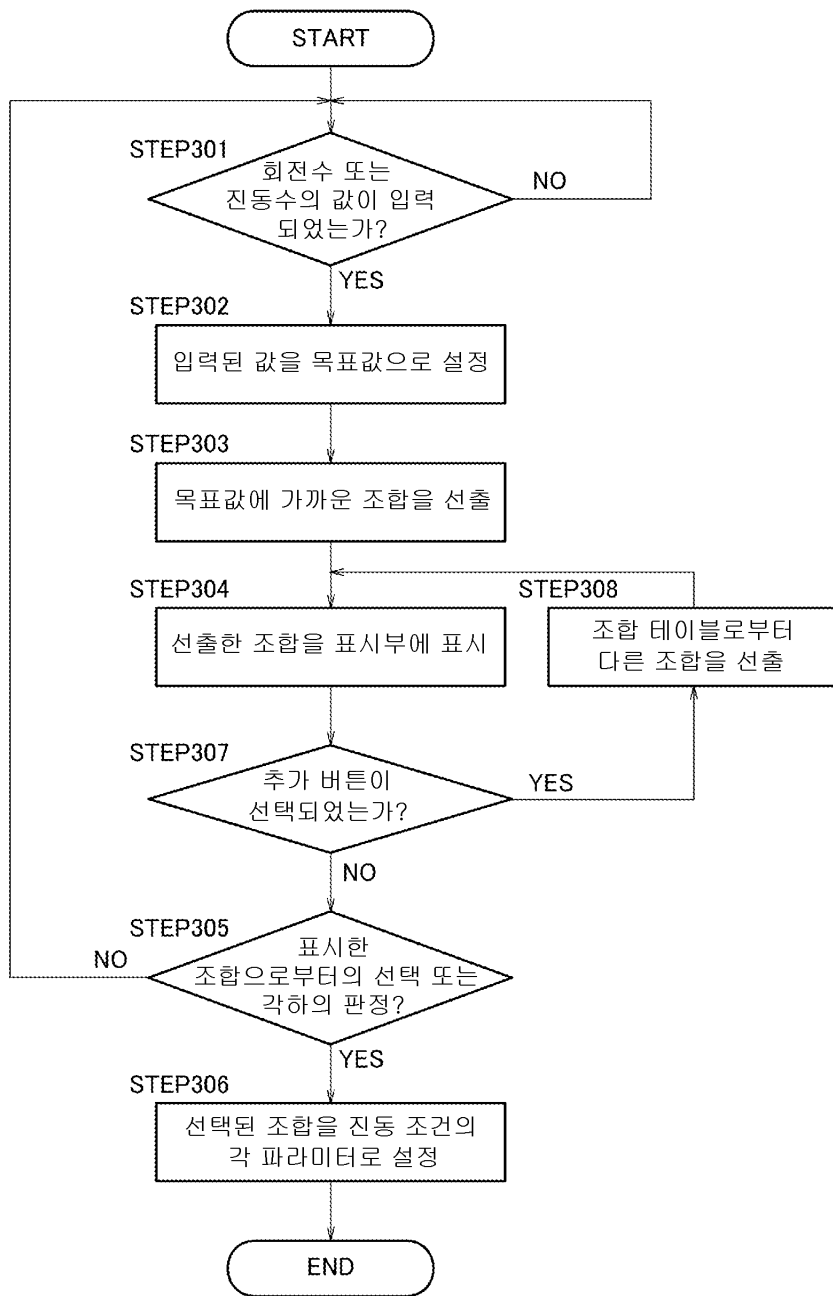 START
STEP301
회전수 또는
진동수의 값이 입력
되었는가?
NO
YES
STEP302
입력된 값을 목표값으로 설정
STEP303
목표값에 가까운 조합을 선출
STEP304
선출한 조합을 표시부에 표시
STEP308
조합 테이블로부터
다른 조합을 선출
STEP307
추가 버튼이
선택되었는가?
YES
NO
STEP305
표시한
조합으로부터의 선택 또는
각하의 판정?
NO
YES
STEP306
선택된 조합을 진동 조건의
각 파라미터로 설정
END